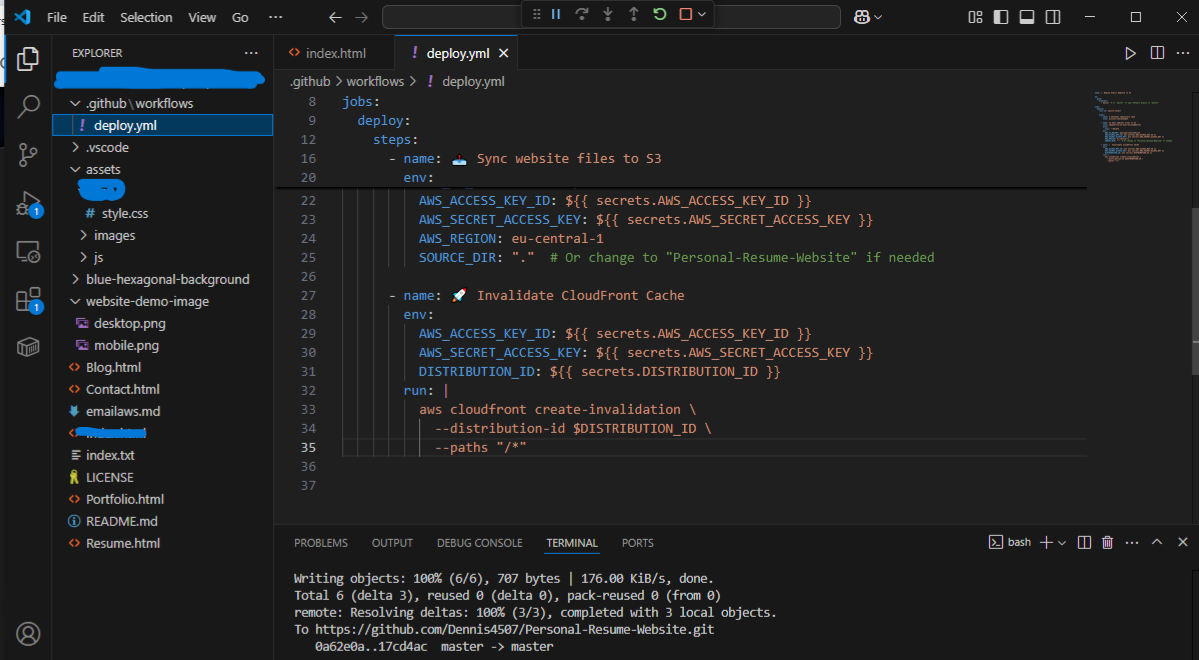 File Edit Selection View Go ···
EXPLORER ···
.github\workflows
! deploy.yml
.vscode
assets
# style.css
images
js
blue-hexagonal-background
website-demo-image
desktop.png
mobile.png
Blog.html
Contact.html
emailaws.md
index.txt
LICENSE
Portfolio.html
README.md
Resume.html
1
1
<> index.html
! deploy.yml
.github > workflows > ! deploy.yml
8 jobs:
9 deploy:
12 steps:
16 - name: 📤 Sync website files to S3
20 env:
22 AWS_ACCESS_KEY_ID: ${{ secrets.AWS_ACCESS_KEY_ID }}
23 AWS_SECRET_ACCESS_KEY: ${{ secrets.AWS_SECRET_ACCESS_KEY }}
24 AWS_REGION: eu-central-1
25 SOURCE_DIR: "." # Or change to "Personal-Resume-Website" if needed
26
27 - name: 🚀 Invalidate CloudFront Cache
28 env:
29 AWS_ACCESS_KEY_ID: ${{ secrets.AWS_ACCESS_KEY_ID }}
30 AWS_SECRET_ACCESS_KEY: ${{ secrets.AWS_SECRET_ACCESS_KEY }}
31 DISTRIBUTION_ID: ${{ secrets.DISTRIBUTION_ID }}
32 run: |
33 aws cloudfront create-invalidation \
34 --distribution-id $DISTRIBUTION_ID \
35 --paths "/*"
36
37
PROBLEMS OUTPUT DEBUG CONSOLE TERMINAL PORTS
bash
Writing objects: 100% (6/6), 707 bytes | 176.00 KiB/s, done.
Total 6 (delta 3), reused 0 (delta 0), pack-reused 0 (from 0)
remote: Resolving deltas: 100% (3/3), completed with 3 local objects.
To https://github.com/Dennis4507/Personal-Resume-Website.git
0a62e0a..17cd4ac master -> master